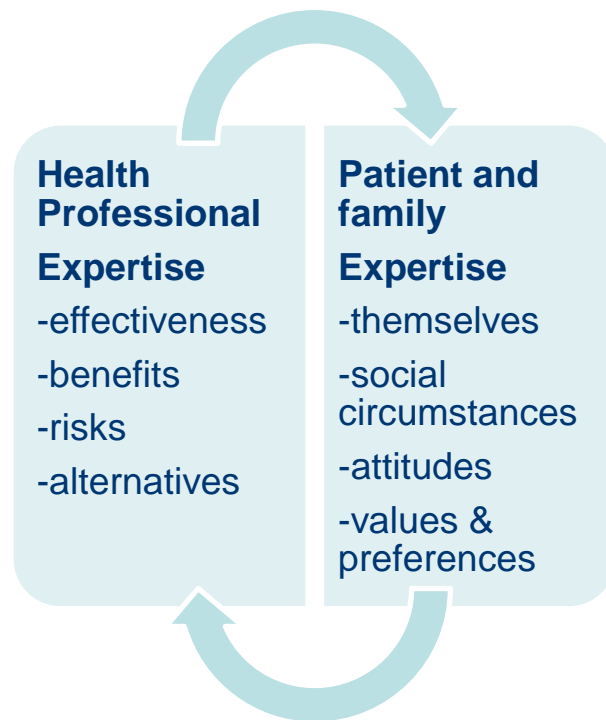 Health
Professional
Expertise
-effectiveness
-benefits
-risks
-alternatives
Patient and
family
Expertise
-themselves
-social
circumstances
-attitudes
-values &
preferences